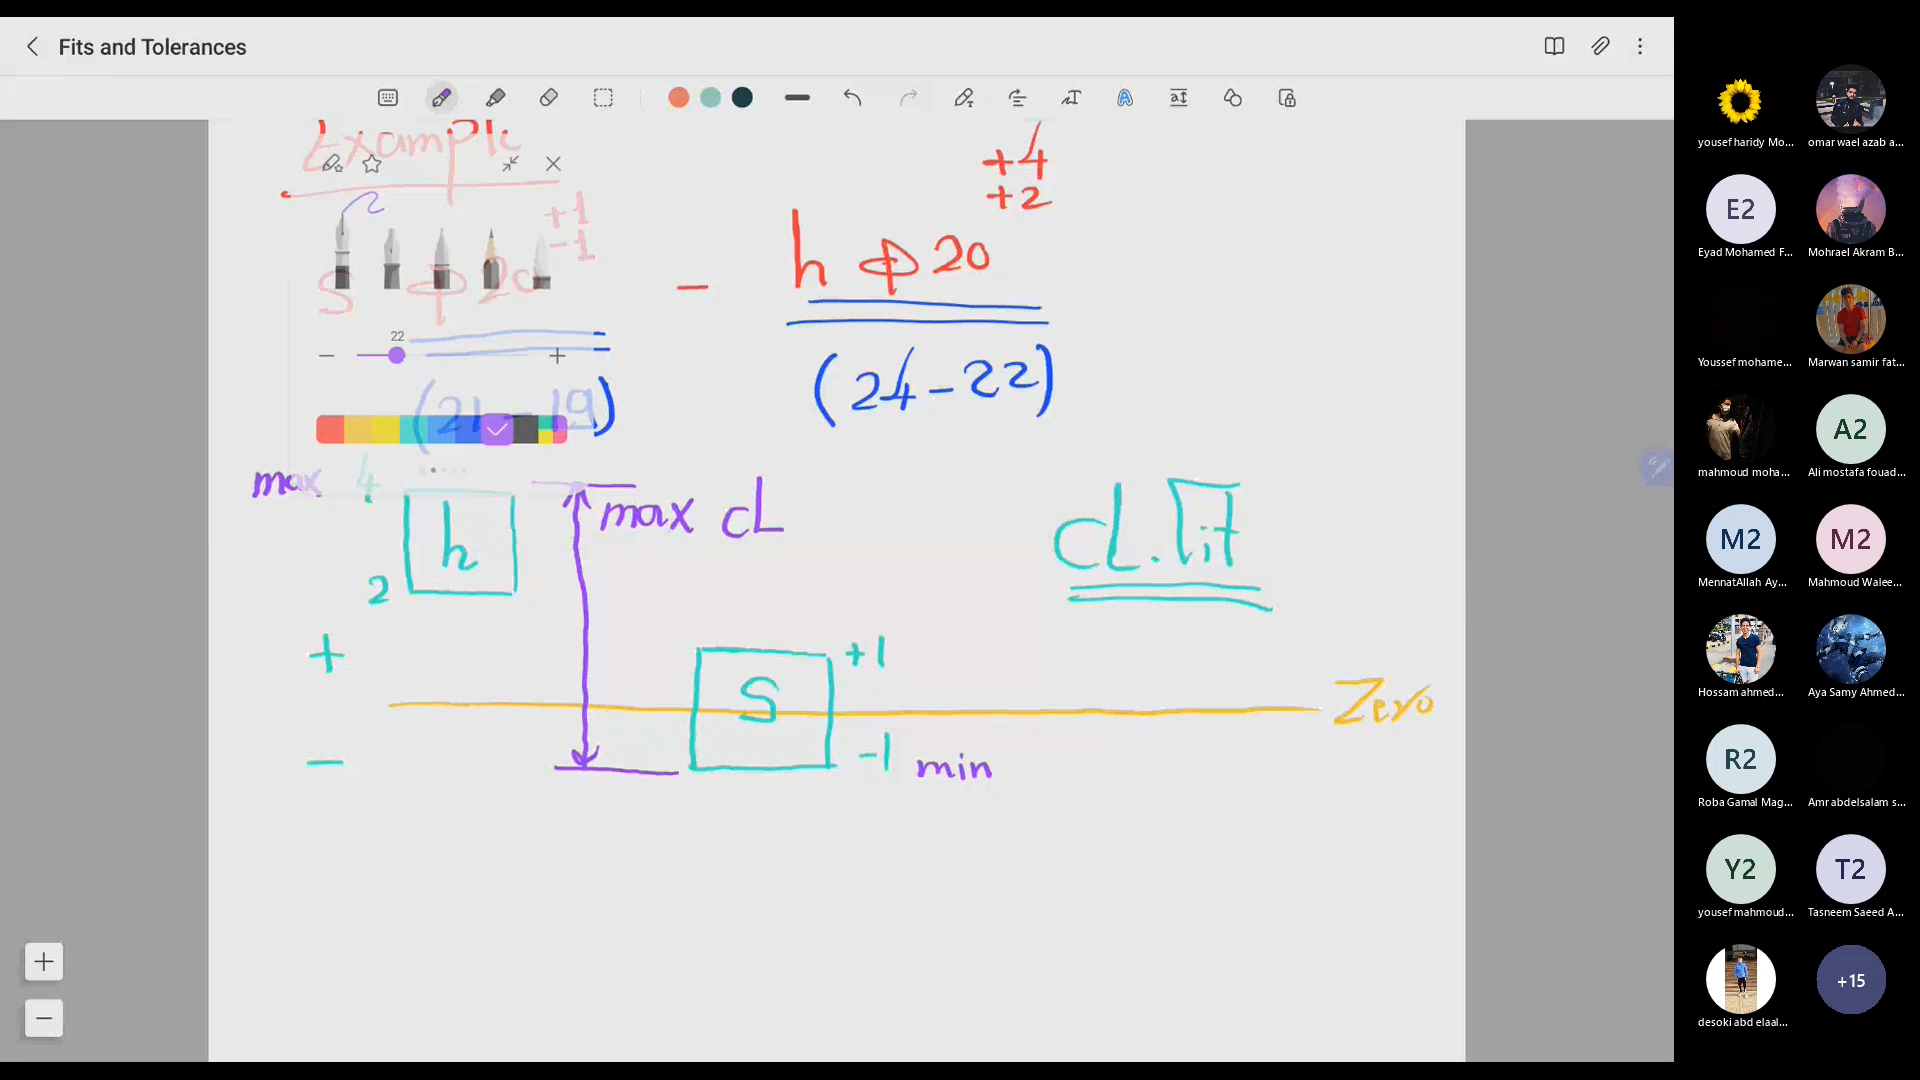 Fits and Tolerances
Example
+1
-1
S ϕ 20
+4
+2
- h ϕ 20
22
(21-19)
(24-22)
max 4
h
2
max cL
cL. Fit
+
-
S
+1
-1 min
Zero
yousef haridy Mo...
omar wael azab a...
E2
Eyad Mohamed F...
Mohrael Akram B...
Youssef mohame...
Marwan samir fat...
mahmoud moha...
A2
Ali mostafa fouad...
M2
MennatAllah Ay...
M2
Mahmoud Walee...
Hossam ahmed...
Aya Samy Ahmed...
R2
Roba Gamal Mag...
Amr abdelsalam s...
Y2
yousef mahmoud...
T2
Tasneem Saeed A...
desoki abd elaal...
+15